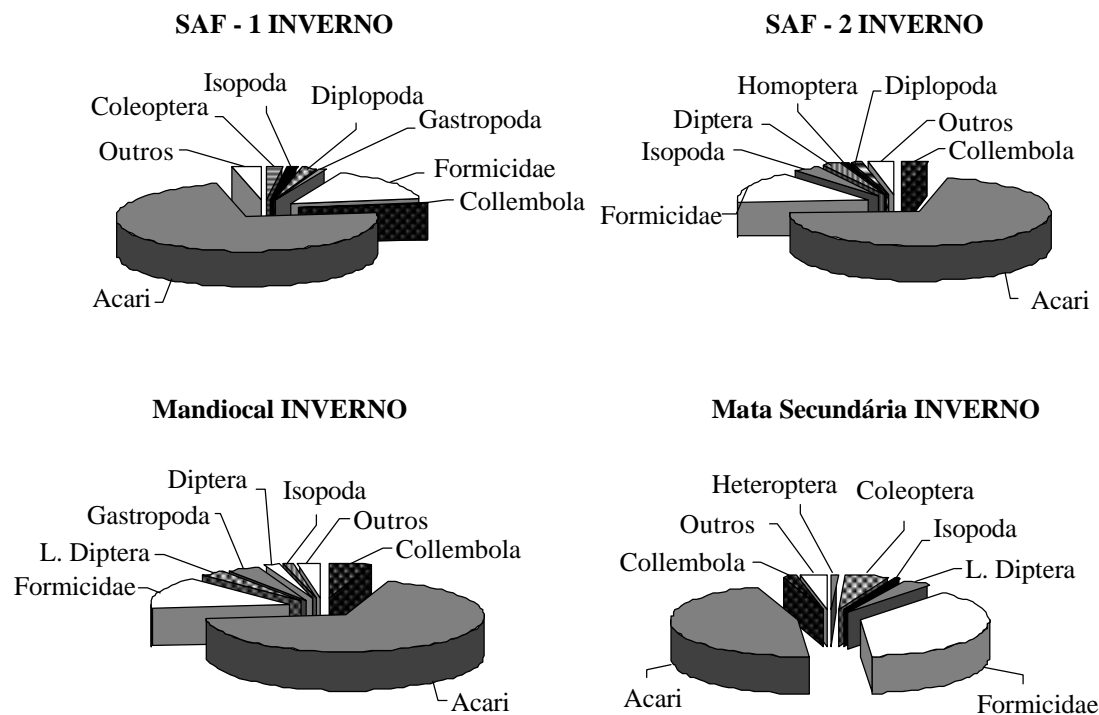 SAF - 1 INVERNO
Isopoda
Diplopoda
Coleoptera
Gastropoda
Outros
Formicidae
Collembola
Acari
SAF - 2 INVERNO
Homoptera
Diplopoda
Diptera
Outros
Isopoda
Collembola
Formicidae
Acari
Mandiocal INVERNO
Diptera
Isopoda
Gastropoda
Outros
L. Diptera
Collembola
Formicidae
Acari
Mata Secundária INVERNO
Heteroptera
Coleoptera
Outros
Isopoda
Collembola
L. Diptera
Acari
Formicidae